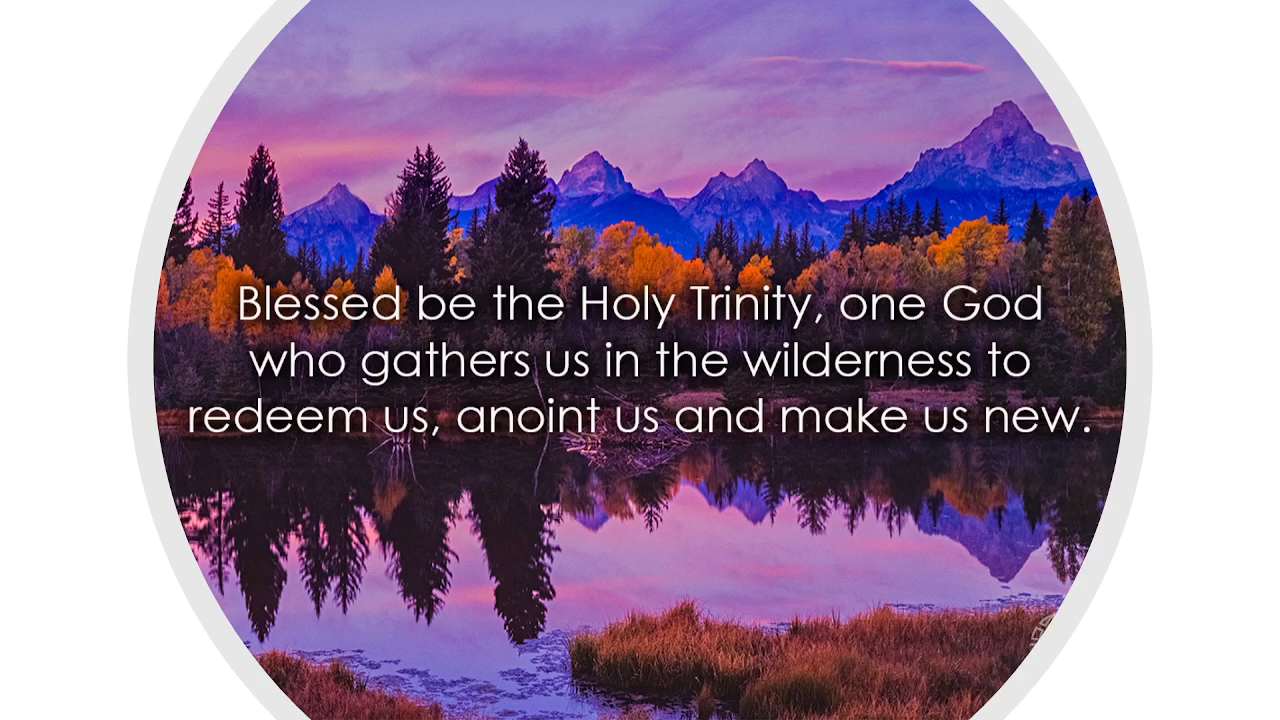 Blessed be the Holy Trinity, one God
who gathers us in the wilderness to
redeem us, anoint us and make us new.